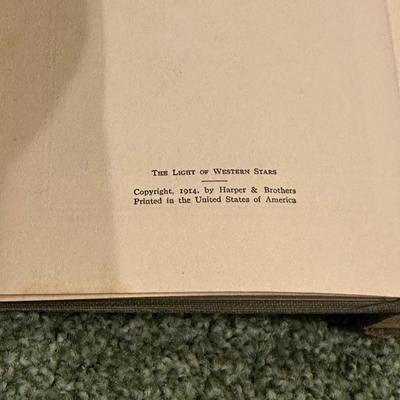 The Light of Western Stars
Copyright, 1914, by Harper & Brothers
Printed in the United States of America